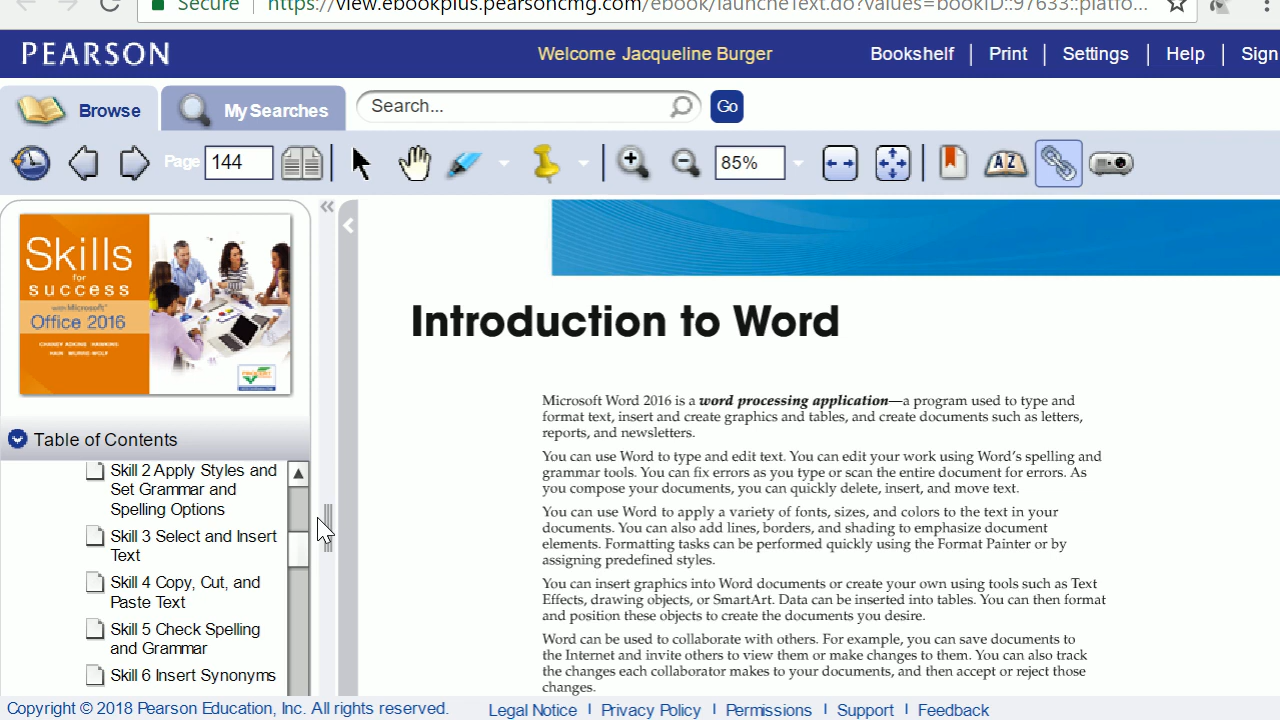 Secure https://view.ebookplus.pearsoncmg.com/ebook/launchetext.do?values=bookID::97633::platfo...
PEARSON Welcome Jacqueline Burger Bookshelf | Print | Settings | Help | Sign
Browse My Searches Search... Go
Page 144 85% A Z
Skills
for
success
with Microsoft
Office 2016
Introduction to Word
Microsoft Word 2016 is a word processing application—a program used to type and
format text, insert and create graphics and tables, and create documents such as letters,
reports, and newsletters.
You can use Word to type and edit text. You can edit your work using Word's spelling and
grammar tools. You can fix errors as you type or scan the entire document for errors. As
you compose your documents, you can quickly delete, insert, and move text.
You can use Word to apply a variety of fonts, sizes, and colors to the text in your
documents. You can also add lines, borders, and shading to emphasize document
elements. Formatting tasks can be performed quickly using the Format Painter or by
assigning predefined styles.
You can insert graphics into Word documents or create your own using tools such as Text
Effects, drawing objects, or SmartArt. Data can be inserted into tables. You can then format
and position these objects to create the documents you desire.
Word can be used to collaborate with others. For example, you can save documents to
the Internet and invite others to view them or make changes to them. You can also track
the changes each collaborator makes to your documents, and then accept or reject those
changes.
Table of Contents
Skill 2 Apply Styles and
Set Grammar and
Spelling Options
Skill 3 Select and Insert
Text
Skill 4 Copy, Cut, and
Paste Text
Skill 5 Check Spelling
and Grammar
Skill 6 Insert Synonyms
Copyright © 2018 Pearson Education, Inc. All rights reserved. Legal Notice | Privacy Policy | Permissions | Support | Feedback